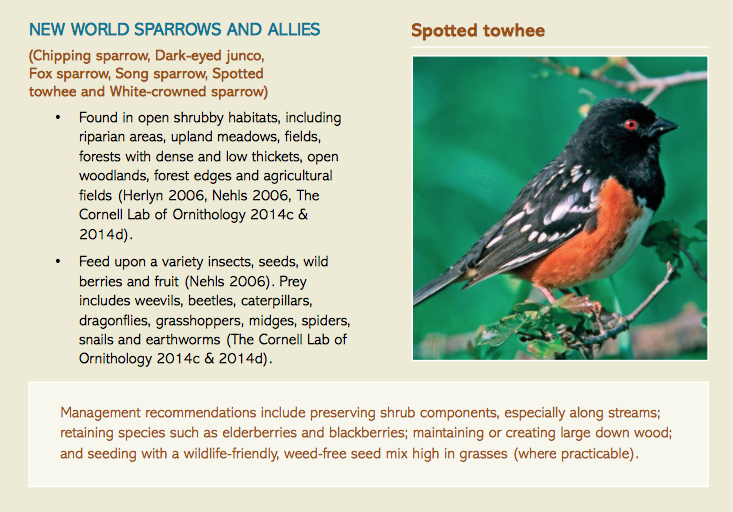 NEW WORLD SPARROWS AND ALLIES
(Chipping sparrow, Dark-eyed junco,
Fox sparrow, Song sparrow, Spotted
towhee and White-crowned sparrow)
• Found in open shrubby habitats, including
riparian areas, upland meadows, fields,
forests with dense and low thickets, open
woodlands, forest edges and agricultural
fields (Herlyn 2006, Nehls 2006, The
Cornell Lab of Ornithology 2014c &
2014d).
• Feed upon a variety insects, seeds, wild
berries and fruit (Nehls 2006). Prey
includes weevils, beetles, caterpillars,
dragonflies, grasshoppers, midges, spiders,
snails and earthworms (The Cornell Lab of
Ornithology 2014c & 2014d).
Spotted towhee
Management recommendations include preserving shrub components, especially along streams;
retaining species such as elderberries and blackberries; maintaining or creating large down wood;
and seeding with a wildlife-friendly, weed-free seed mix high in grasses (where practicable).